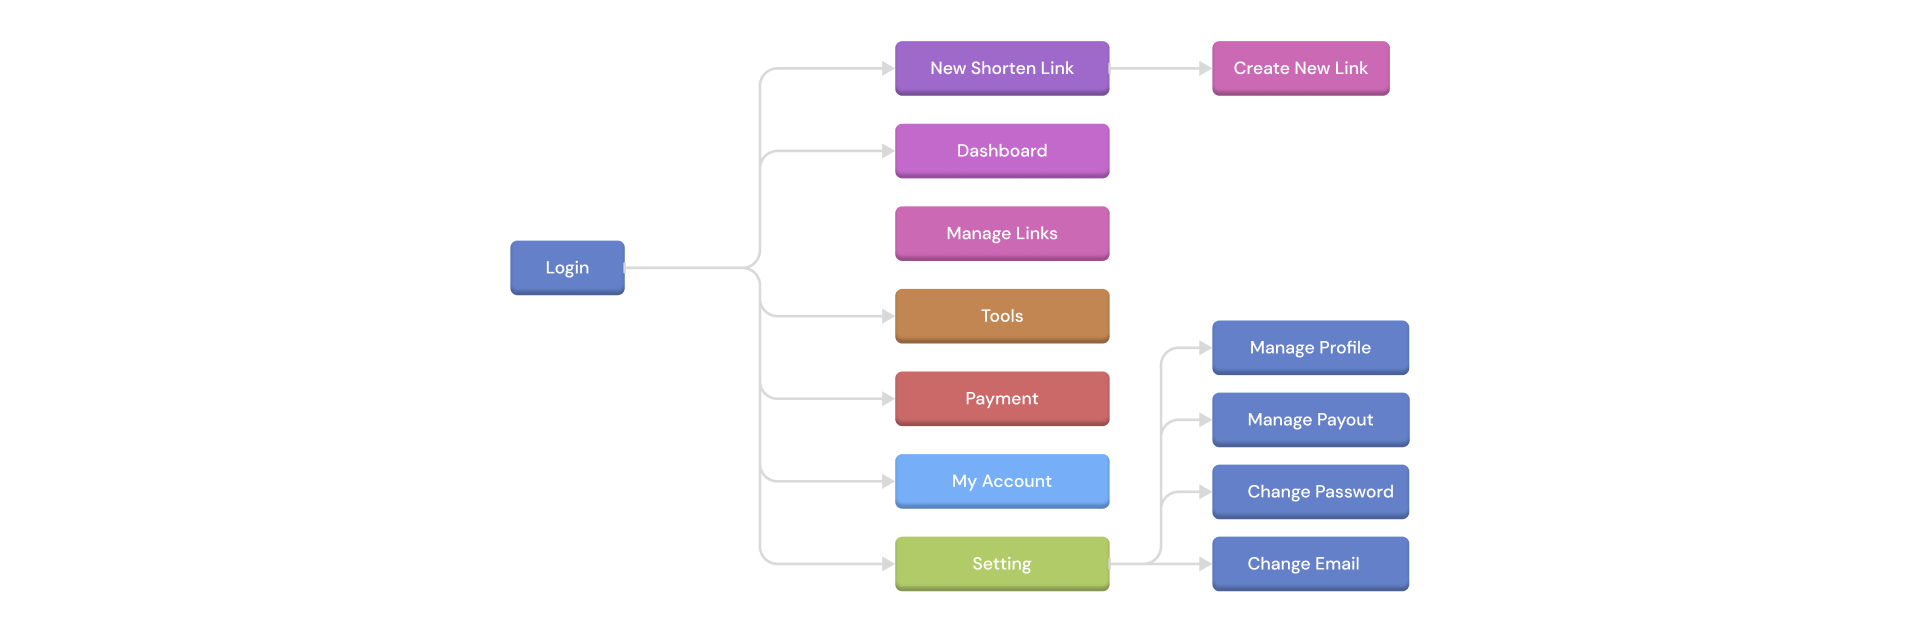 Login
New Shorten Link
Create New Link
Dashboard
Manage Links
Tools
Payment
My Account
Setting
Manage Profile
Manage Payout
Change Password
Change Email